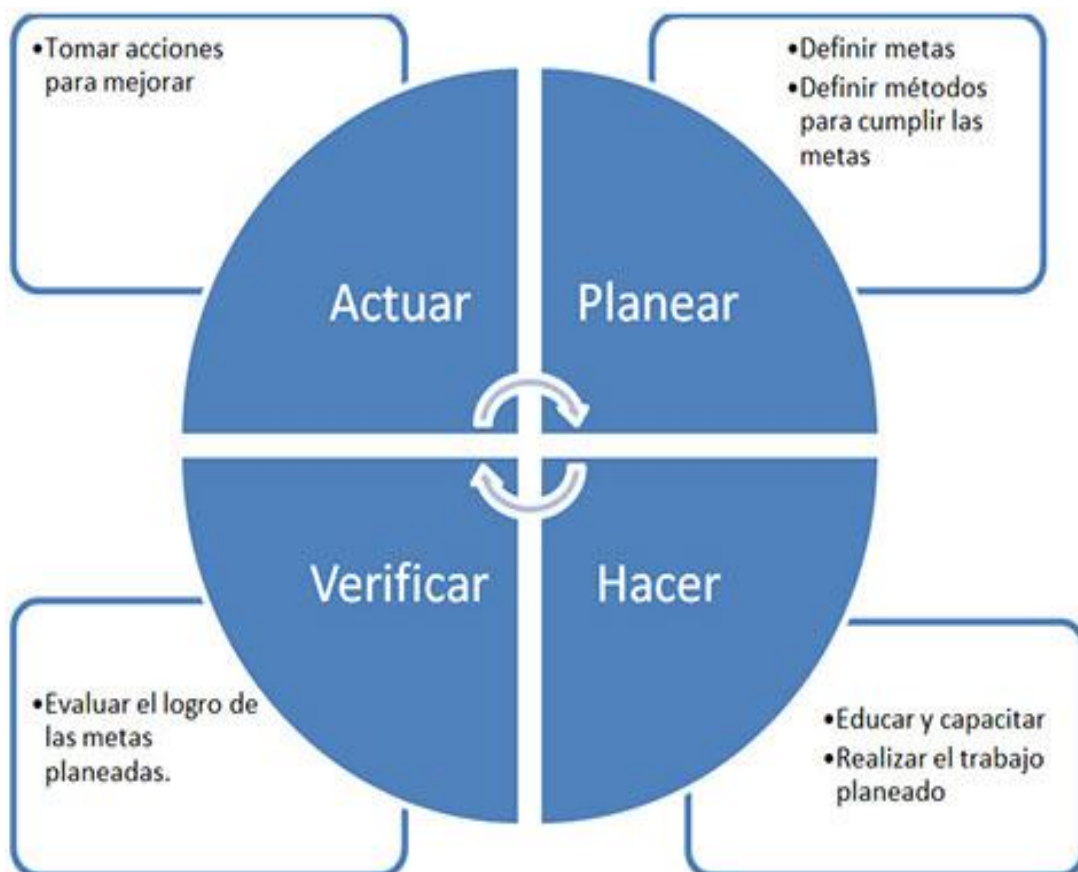 •Tomar acciones
para mejorar
•Definir metas
•Definir métodos
para cumplir las
metas
Actuar
Planear
Verificar
Hacer
•Evaluar el logro de
las metas
planeadas.
•Educar y capacitar
•Realizar el trabajo
planeado